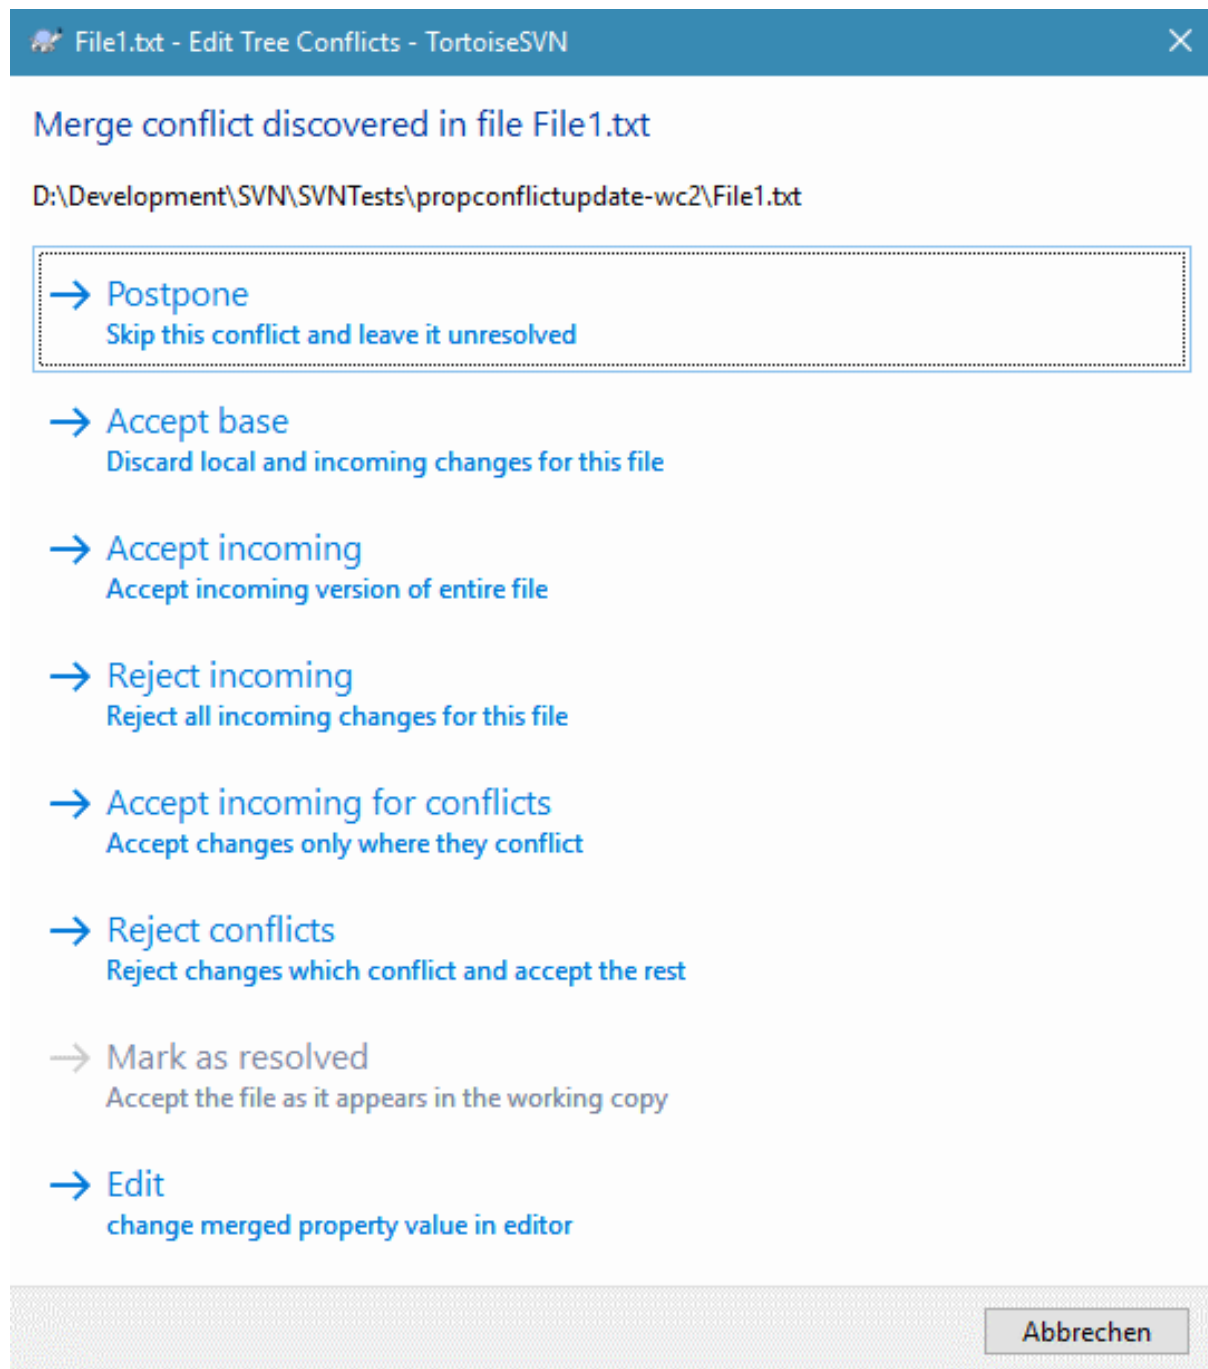 File1.txt - Edit Tree Conflicts - TortoiseSVN
Merge conflict discovered in file File1.txt
D:\Development\SVN\SVNTests\propconflictupdate-wc2\File1.txt
Postpone
Skip this conflict and leave it unresolved
Accept base
Discard local and incoming changes for this file
Accept incoming
Accept incoming version of entire file
Reject incoming
Reject all incoming changes for this file
Accept incoming for conflicts
Accept changes only where they conflict
Reject conflicts
Reject changes which conflict and accept the rest
Mark as resolved
Accept the file as it appears in the working copy
Edit
change merged property value in editor
Abbrechen